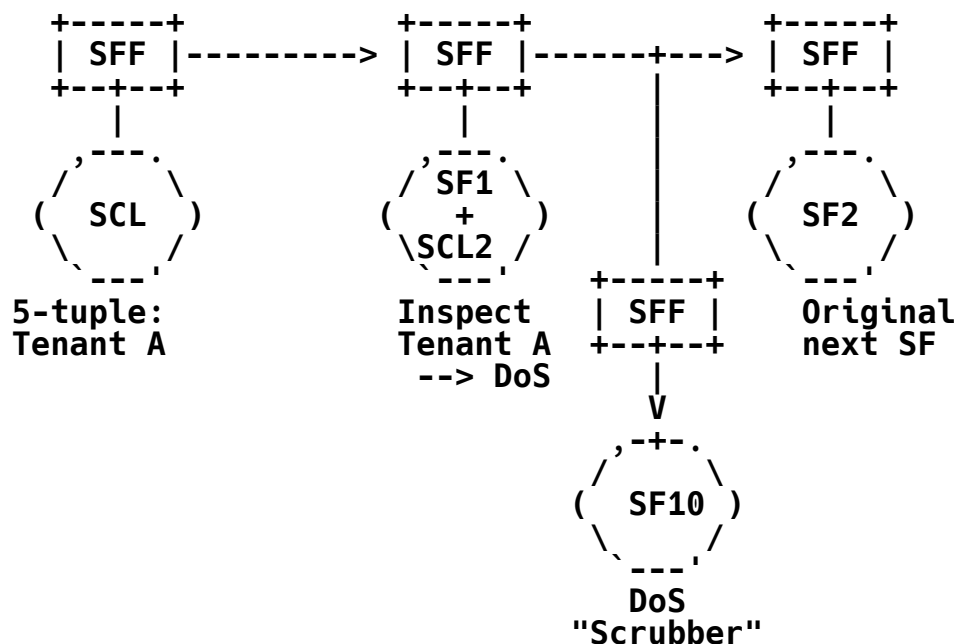 SFF SFF SFF
SCL SF1 + SCL2 SF2
5-tuple: Tenant A
Inspect Tenant A --> DoS
SFF
Original next SF
SF10
DoS "Scrubber"